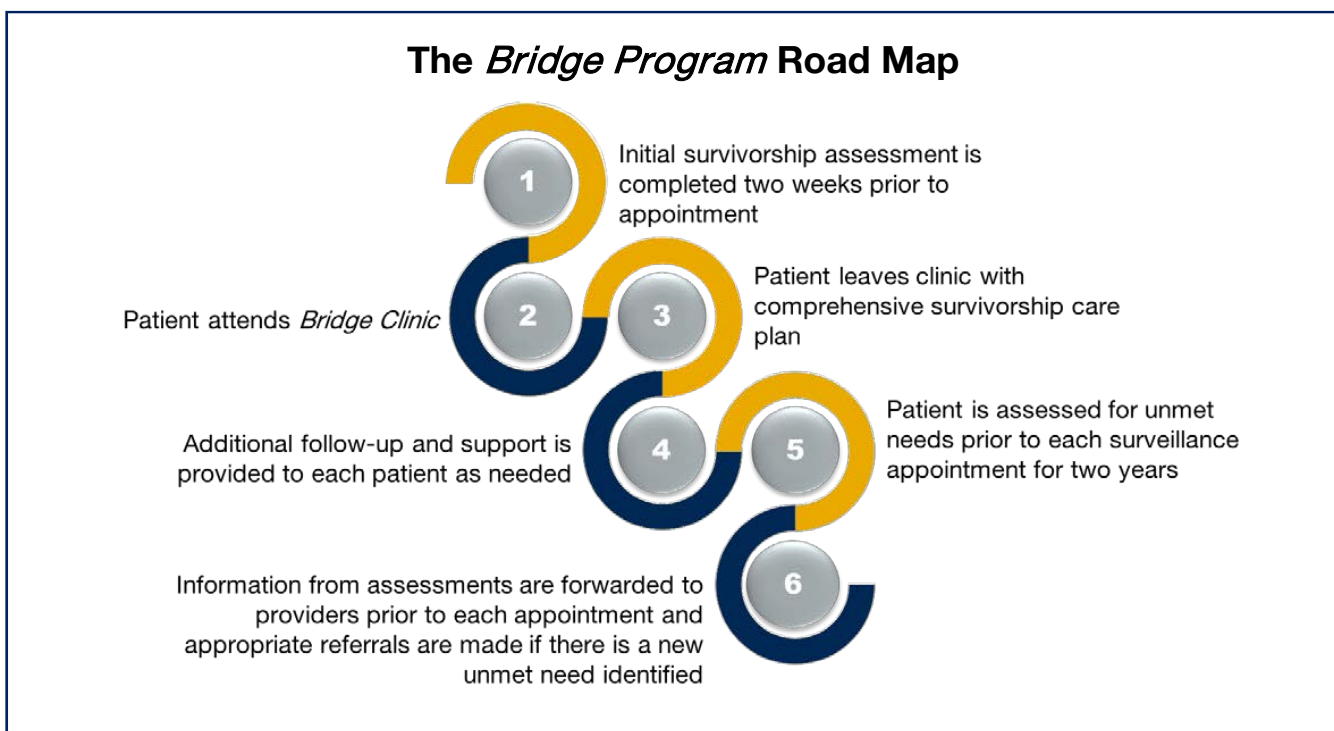 The Bridge Program Road Map
1
Initial survivorship assessment is
completed two weeks prior to
appointment
Patient attends Bridge Clinic
2
3
Patient leaves clinic with
comprehensive survivorship care
plan
Additional follow-up and support is
provided to each patient as needed
4
5
Patient is assessed for unmet
needs prior to each surveillance
appointment for two years
Information from assessments are forwarded to
providers prior to each appointment and
appropriate referrals are made if there is a new
unmet need identified
6